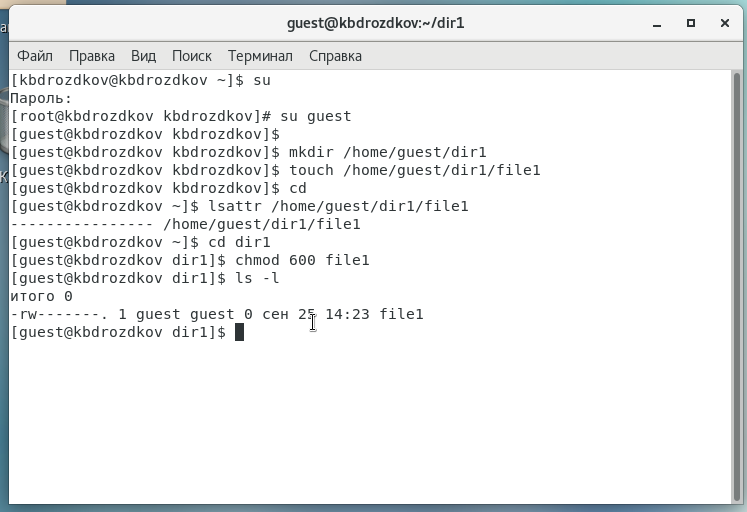 guest@kbdrozdkov:~/dir1
Файл Правка Вид Поиск Терминал Справка
[kbdrozdkov@kbdrozdkov ~]$ su
Пароль:
[root@kbdrozdkov kbdrozdkov]# su guest
[guest@kbdrozdkov kbdrozdkov]$
[guest@kbdrozdkov kbdrozdkov]$ mkdir /home/guest/dir1
[guest@kbdrozdkov kbdrozdkov]$ touch /home/guest/dir1/file1
[guest@kbdrozdkov kbdrozdkov]$ cd
[guest@kbdrozdkov ~]$ lsattr /home/guest/dir1/file1
---------------- /home/guest/dir1/file1
[guest@kbdrozdkov ~]$ cd dir1
[guest@kbdrozdkov dir1]$ chmod 600 file1
[guest@kbdrozdkov dir1]$ ls -l
итого 0
-rw-------. 1 guest guest 0 сен 25 14:23 file1
[guest@kbdrozdkov dir1]$